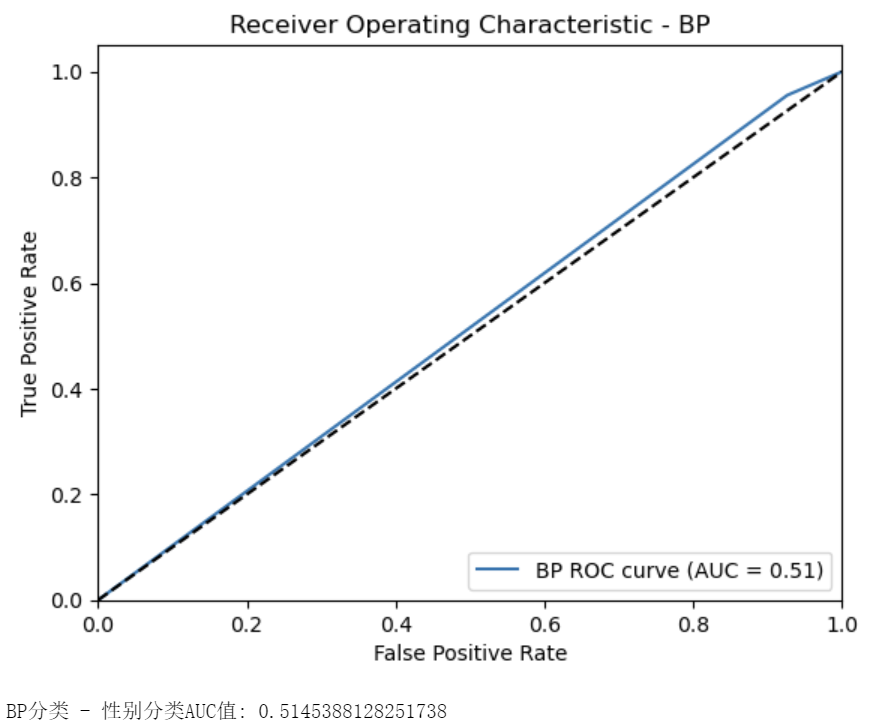 Receiver Operating Characteristic - BP
1.0
0.8
0.6
0.4
0.2
0.0
True Positive Rate
BP ROC curve (AUC = 0.51)
0.0 0.2 0.4 0.6 0.8 1.0
False Positive Rate
BP分类 - 性别分类AUC值: 0.5145388128251738